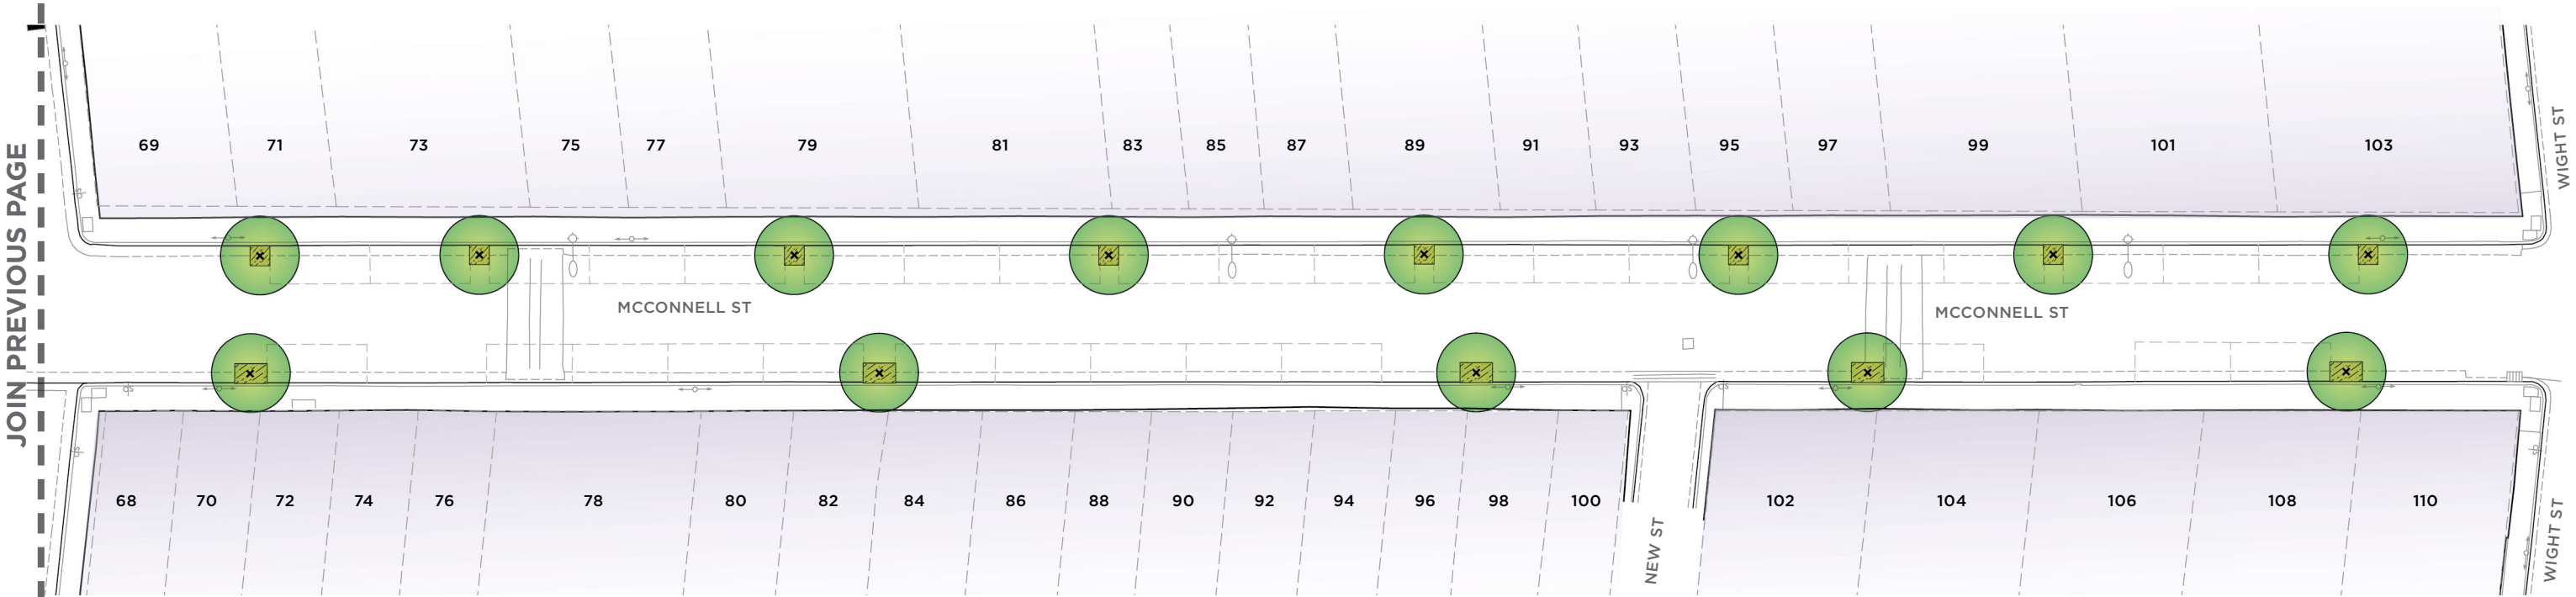 JOIN PREVIOUS PAGE
69 71 73 75 77 79 81 83 85 87 89 91 93 95 97 99 101 103
WIGHT ST
MCCONNELL ST MCCONNELL ST
68 70 72 74 76 78 80 82 84 86 88 90 92 94 96 98 100 102 104 106 108 110
NEW ST
WIGHT ST